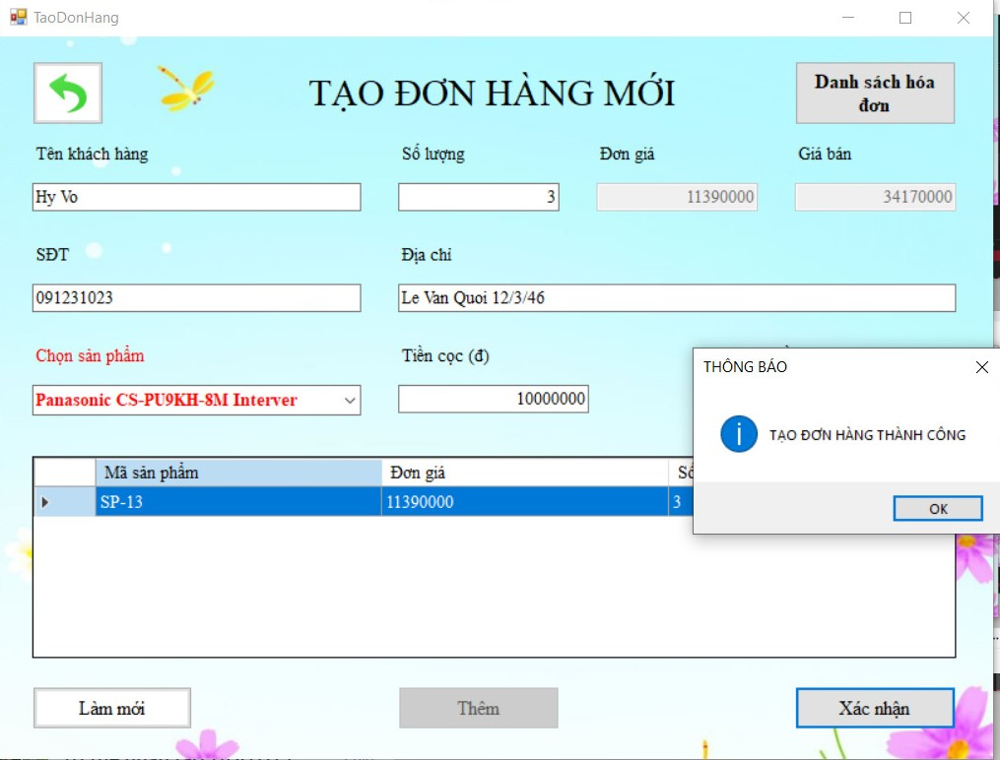 TaoDonHang
TẠO ĐƠN HÀNG MỚI
Danh sách hóa
đơn
Tên khách hàng
Số lượng
Đơn giá
Giá bán
Hy Vo
3
11390000
34170000
SĐT
Địa chỉ
091231023
Le Van Quoi 12/3/46
Chọn sản phẩm
Tiền cọc (đ)
Panasonic CS-PU9KH-8M Interver
10000000
THÔNG BÁO
TẠO ĐƠN HÀNG THÀNH CÔNG
OK
Mã sản phẩm
Đơn giá
SP-13
11390000
3
Làm mới
Thêm
Xác nhận